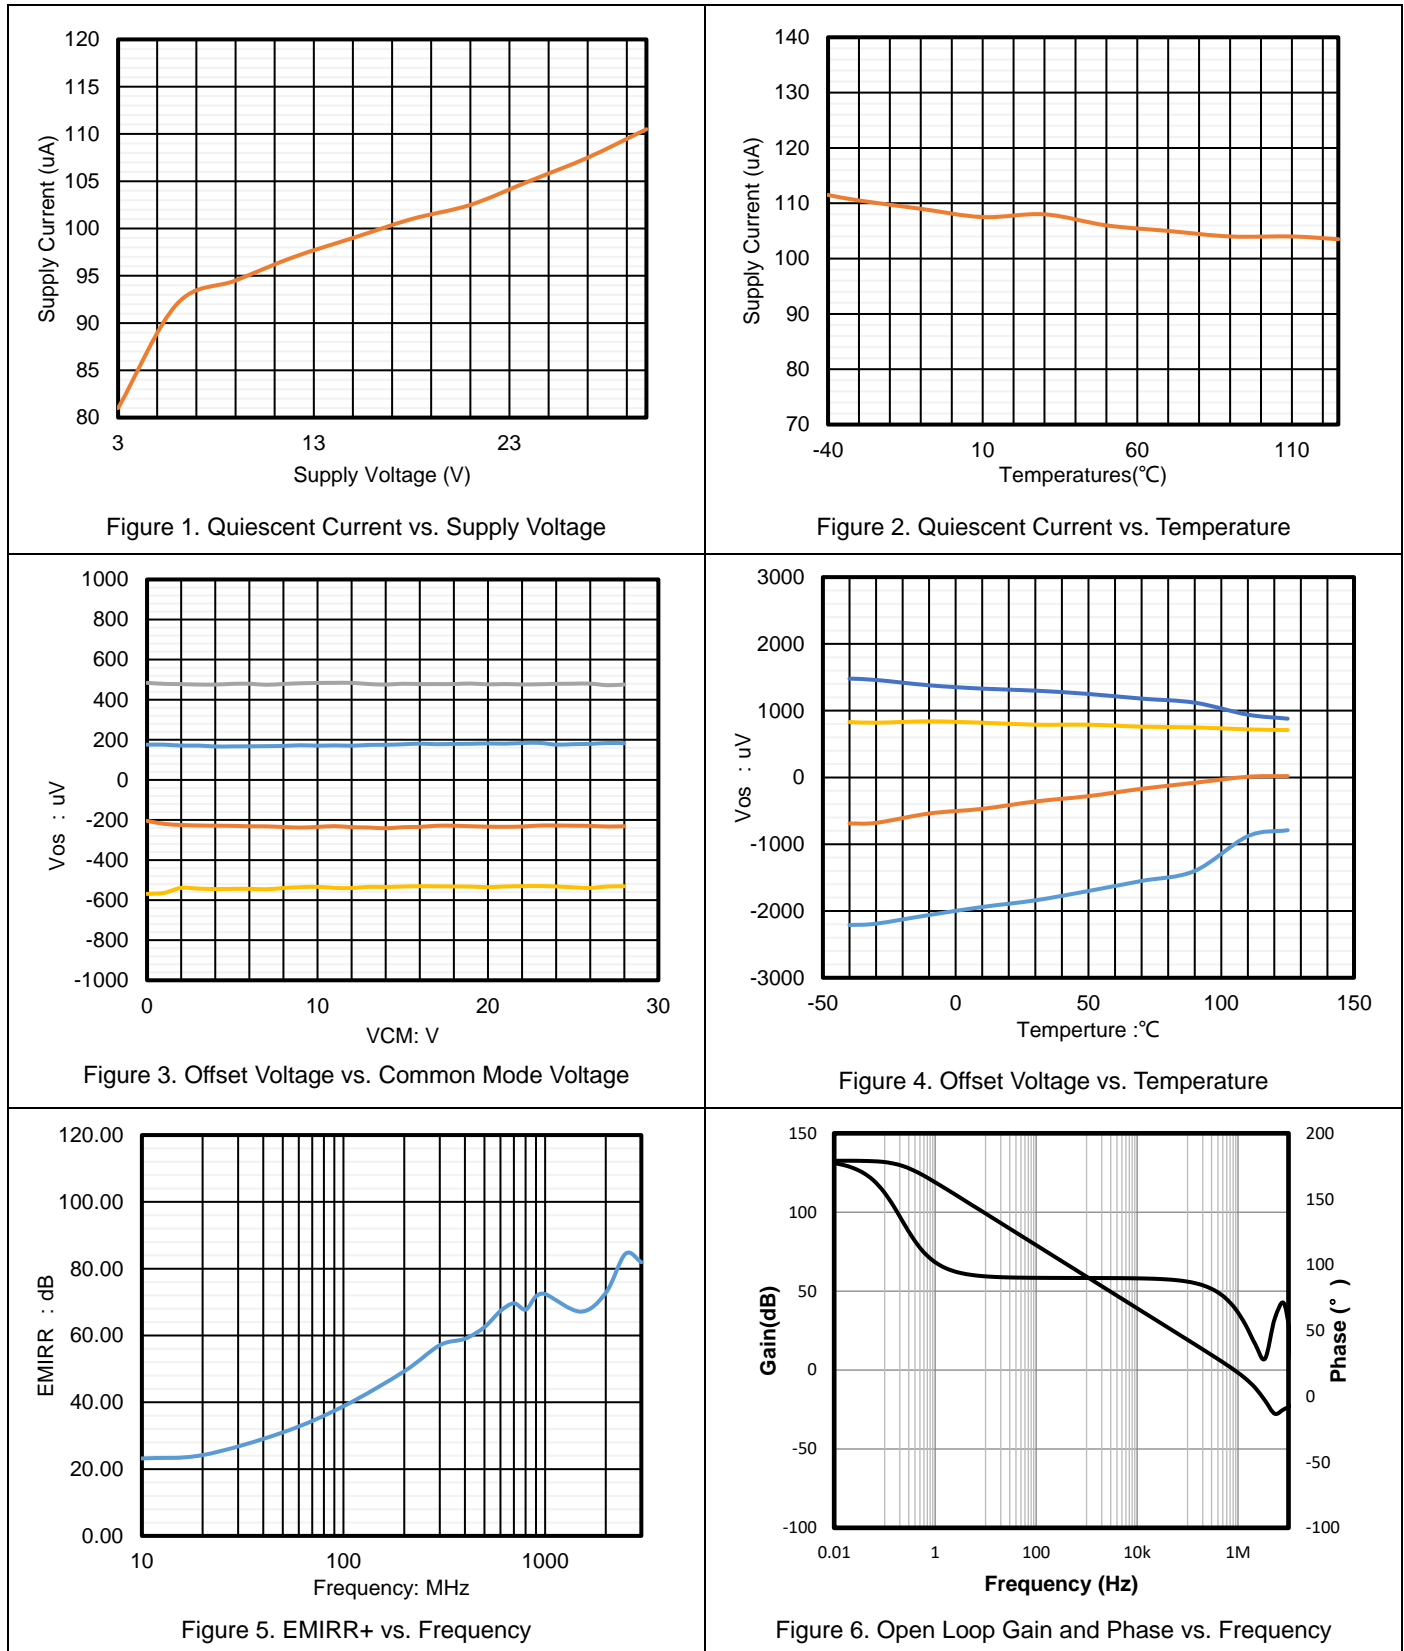 120
115
110
105
100
95
90
85
80
Supply Current (uA)
3 13 23
Supply Voltage (V)
Figure 1. Quiescent Current vs. Supply Voltage
140
130
120
110
100
90
80
70
Supply Current (uA)
-40 10 60 110
Temperatures(℃)
Figure 2. Quiescent Current vs. Temperature
1000
800
600
400
200
0
-200
-400
-600
-800
-1000
Vos : uV
0 10 20 30
VCM: V
Figure 3. Offset Voltage vs. Common Mode Voltage
3000
2000
1000
0
-1000
-2000
-3000
Vos : uV
-50 0 50 100 150
Temperture :℃
Figure 4. Offset Voltage vs. Temperature
120.00
100.00
80.00
60.00
40.00
20.00
0.00
EMIRR : dB
10 100 1000
Frequency: MHz
Figure 5. EMIRR+ vs. Frequency
150
100
50
0
-50
-100
Gain(dB)
200
150
100
50
0
-50
-100
Phase (° )
0.01 1 100 10k 1M
Frequency (Hz)
Figure 6. Open Loop Gain and Phase vs. Frequency